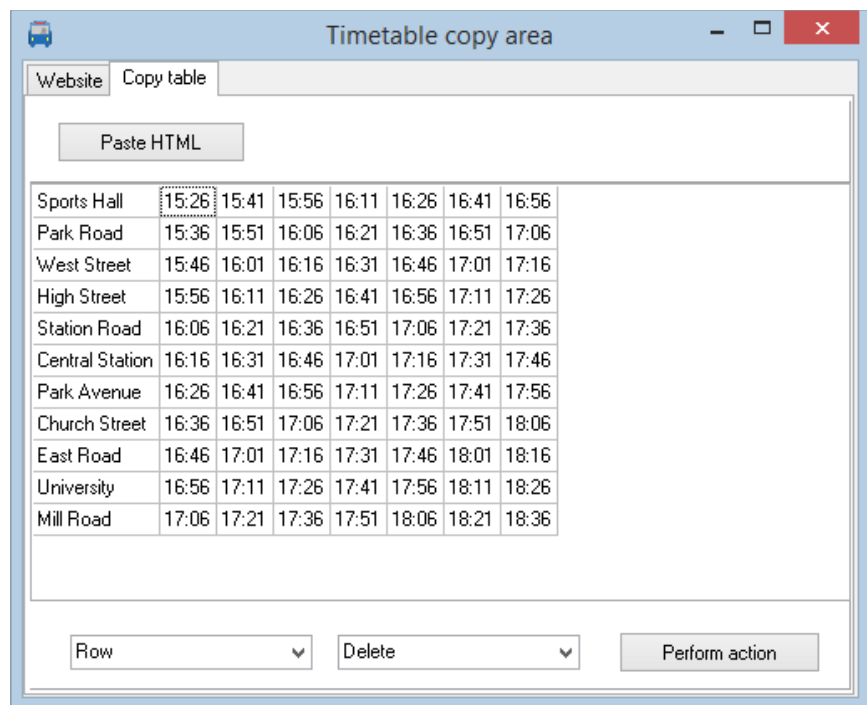 Timetable copy area
Website Copy table
Paste HTML
Sports Hall 15:26 15:41 15:56 16:11 16:26 16:41 16:56
Park Road 15:36 15:51 16:06 16:21 16:36 16:51 17:06
West Street 15:46 16:01 16:16 16:31 16:46 17:01 17:16
High Street 15:56 16:11 16:26 16:41 16:56 17:11 17:26
Station Road 16:06 16:21 16:36 16:51 17:06 17:21 17:36
Central Station 16:16 16:31 16:46 17:01 17:16 17:31 17:46
Park Avenue 16:26 16:41 16:56 17:11 17:26 17:41 17:56
Church Street 16:36 16:51 17:06 17:21 17:36 17:51 18:06
East Road 16:46 17:01 17:16 17:31 17:46 18:01 18:16
University 16:56 17:11 17:26 17:41 17:56 18:11 18:26
Mill Road 17:06 17:21 17:36 17:51 18:06 18:21 18:36
Row Delete Perform action